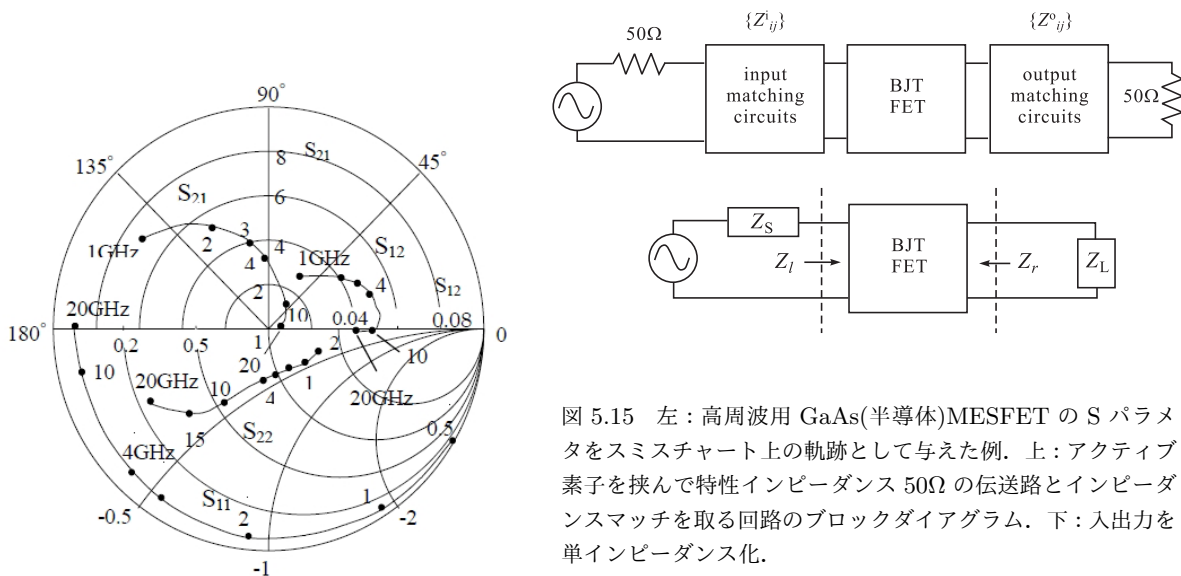 90°
135°
45°
8
S21
S21
6
3
4
2
4
1GHz
1GHz
S12
4
S12
2
20GHz
10
0.04
0.08
180°
0
0.2
0.5
1
2
10
10
20GHz
10
20
4
1
20GHz
15
S22
0.5
4GHz
S11
2
1
-0.5
-2
-1
{Z^i_ij}
{Z^o_ij}
50Ω
input
matching
circuits
BJT
FET
output
matching
circuits
50Ω
Z_S
BJT
FET
Z_L
Z_l
Z_r
図 5.15 左:高周波用 GaAs(半導体)MESFET の S パラメ
タをスミスチャート上の軌跡として与えた例.上:アクティブ
素子を挟んで特性インピーダンス 50Ω の伝送路とインピーダ
ンスマッチを取る回路のブロックダイアグラム.下:入出力を
単インピーダンス化.